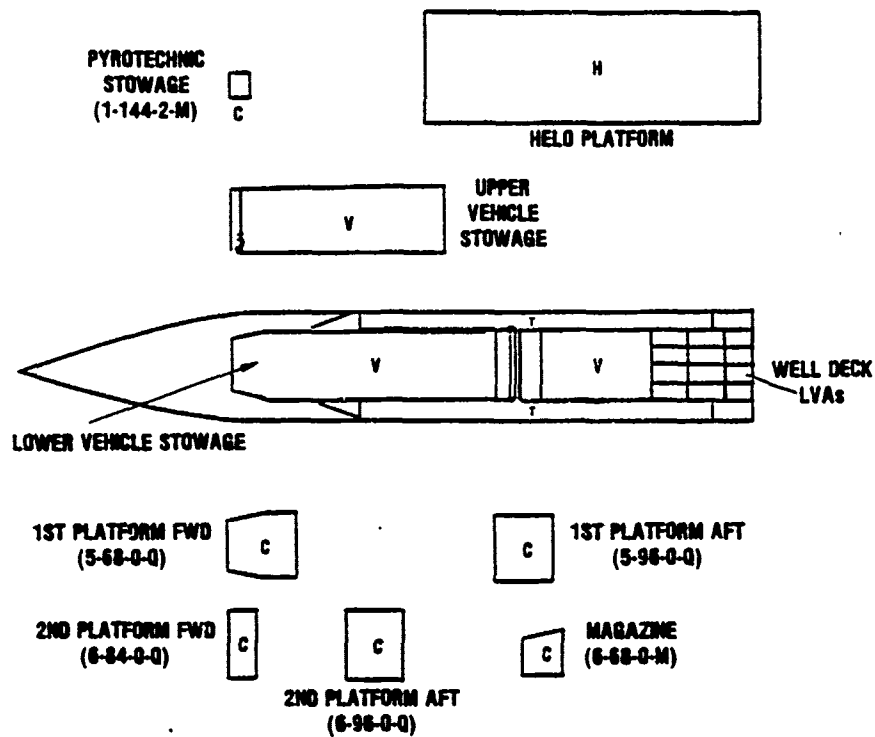 PYROTECHNIC
STOWAGE
(1-144-2-M)
C
H
HELO PLATFORM
UPPER
VEHICLE
STOWAGE
V
T
V
V
WELL DECK
LVAs
T
LOWER VEHICLE STOWAGE
1ST PLATFORM FWD
(5-68-0-Q)
C
C
1ST PLATFORM AFT
(5-96-0-Q)
2ND PLATFORM FWD
(6-84-0-Q)
C
C
2ND PLATFORM AFT
(6-96-0-Q)
C
MAGAZINE
(6-68-0-M)